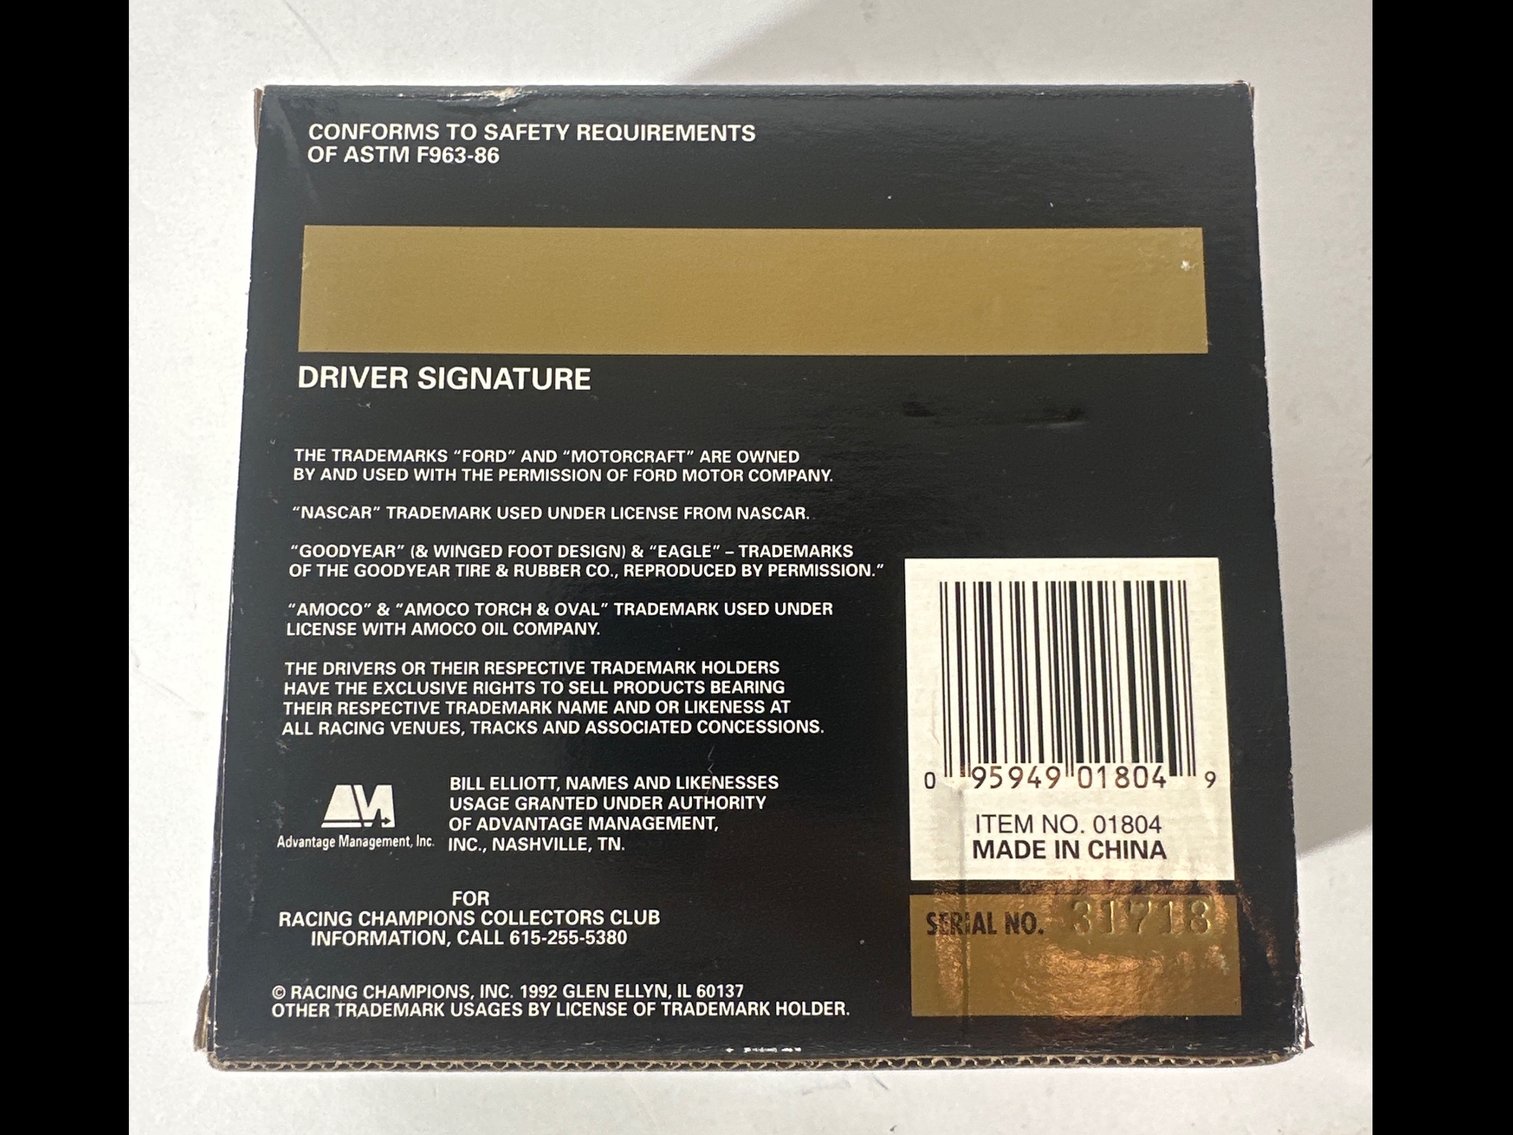 CONFORMS TO SAFETY REQUIREMENTS
OF ASTM F963-86
DRIVER SIGNATURE
THE TRADEMARKS "FORD" AND "MOTORCRAFT" ARE OWNED
BY AND USED WITH THE PERMISSION OF FORD MOTOR COMPANY.
"NASCAR" TRADEMARK USED UNDER LICENSE FROM NASCAR.
"GOODYEAR" (& WINGED FOOT DESIGN) & "EAGLE" – TRADEMARKS
OF THE GOODYEAR TIRE & RUBBER CO., REPRODUCED BY PERMISSION."
"AMOCO" & "AMOCO TORCH & OVAL" TRADEMARK USED UNDER
LICENSE WITH AMOCO OIL COMPANY.
THE DRIVERS OR THEIR RESPECTIVE TRADEMARK HOLDERS
HAVE THE EXCLUSIVE RIGHTS TO SELL PRODUCTS BEARING
THEIR RESPECTIVE TRADEMARK NAME AND OR LIKENESS AT
ALL RACING VENUES, TRACKS AND ASSOCIATED CONCESSIONS.
AM
Advantage Management, Inc.
BILL ELLIOTT, NAMES AND LIKENESSES
USAGE GRANTED UNDER AUTHORITY
OF ADVANTAGE MANAGEMENT,
INC., NASHVILLE, TN.
FOR
RACING CHAMPIONS COLLECTORS CLUB
INFORMATION, CALL 615-255-5380
© RACING CHAMPIONS, INC. 1992 GLEN ELLYN, IL 60137
OTHER TRADEMARK USAGES BY LICENSE OF TRADEMARK HOLDER.
0 95949 01804 9
ITEM NO. 01804
MADE IN CHINA
SERIAL NO. 31718